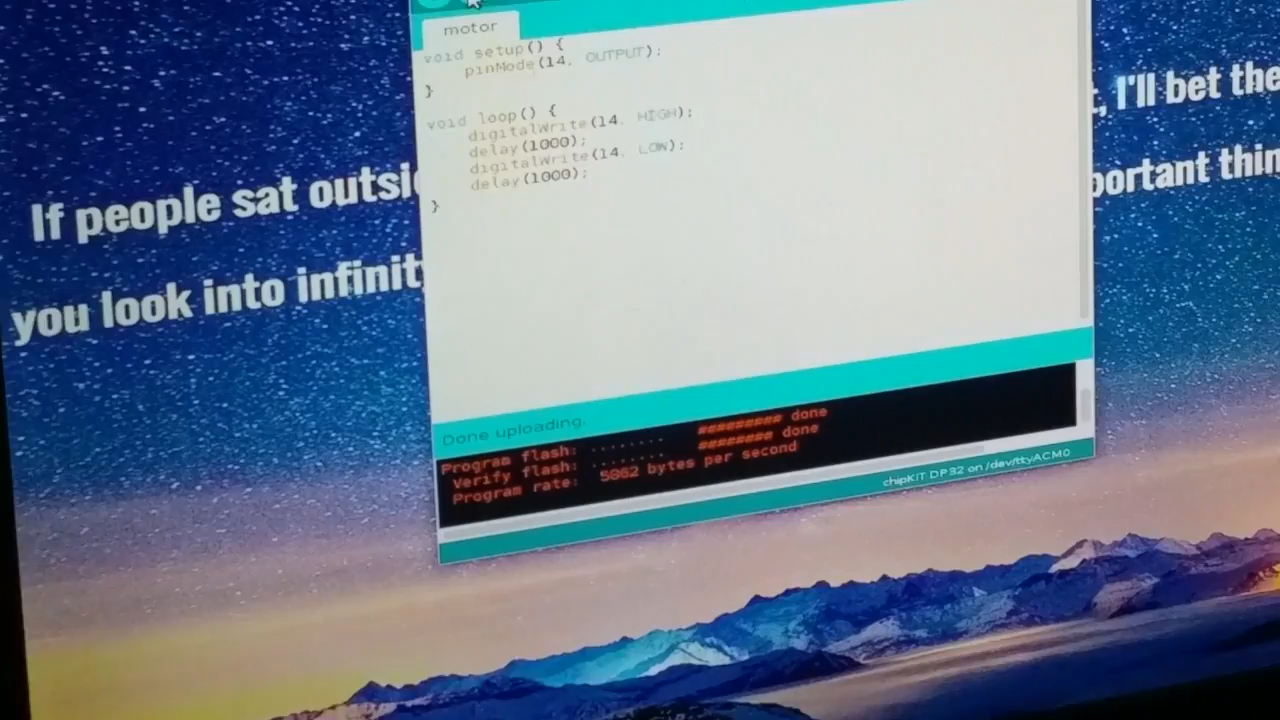 motor
void setup() {
pinMode(14, OUTPUT);
}
void loop() {
digitalWrite(14, HIGH);
delay(1000);
digitalWrite(14, LOW);
delay(1000);
}
If people sat outsi
, I'll bet the
you look into infinit
portant thin
Done uploading.
Program flash: ........ ######### done
Verify flash: ........ ######## done
Program rate: 5862 bytes per second
chipKIT DP32 on /dev/ttyACM0